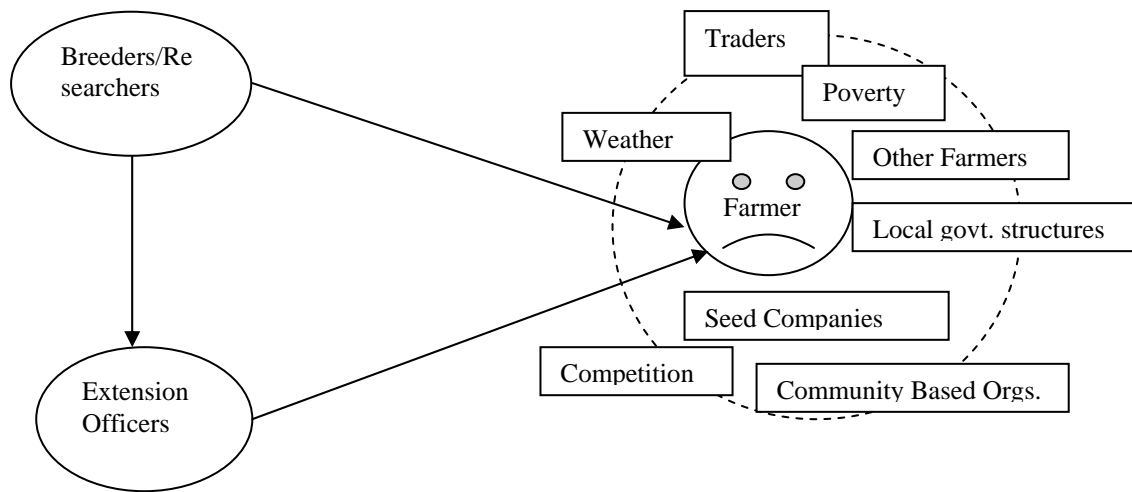 Breeders/Re
searchers
Traders
Poverty
Weather
Other Farmers
Farmer
Local govt. structures
Seed Companies
Competition
Community Based Orgs.
Extension
Officers